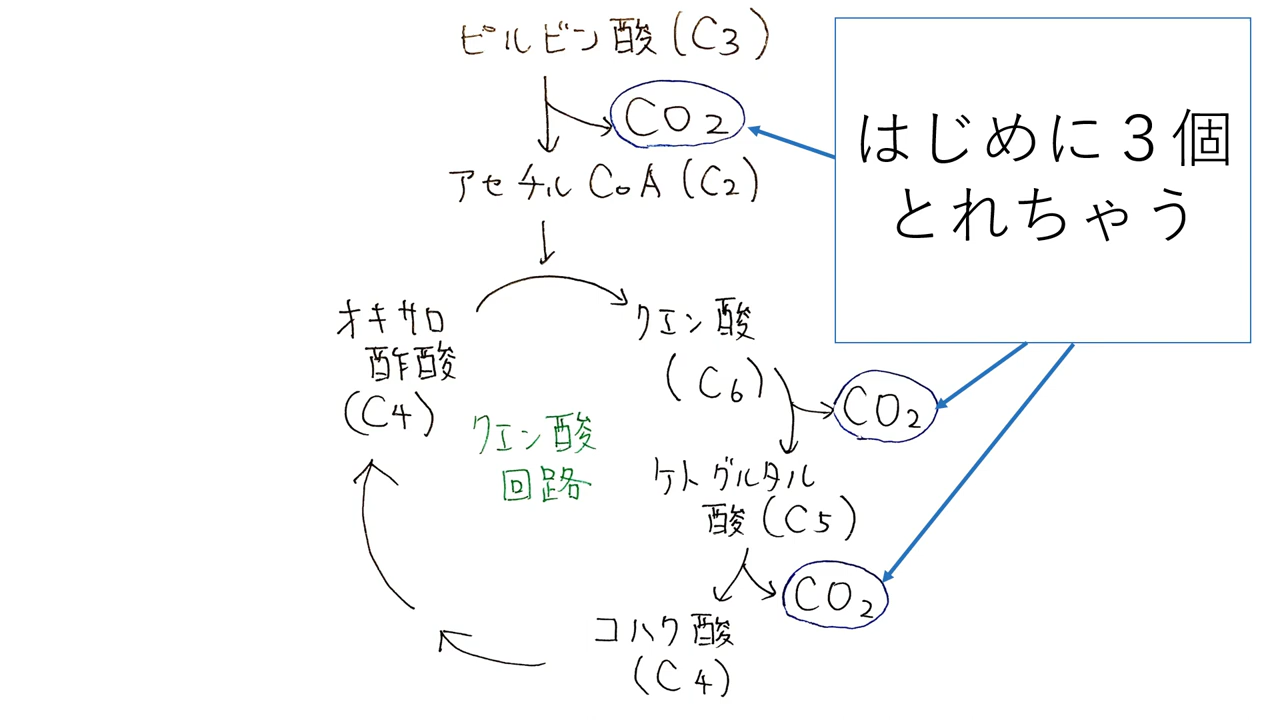 ピルビン酸(C3)
CO2
アセチルCoA(C2)
はじめに３個
とれちゃう
オキサロ
酢酸
(C4)
クエン酸
(C6)
CO2
クエン酸
回路
ケトグルタル
酸(C5)
CO2
コハク酸
(C4)